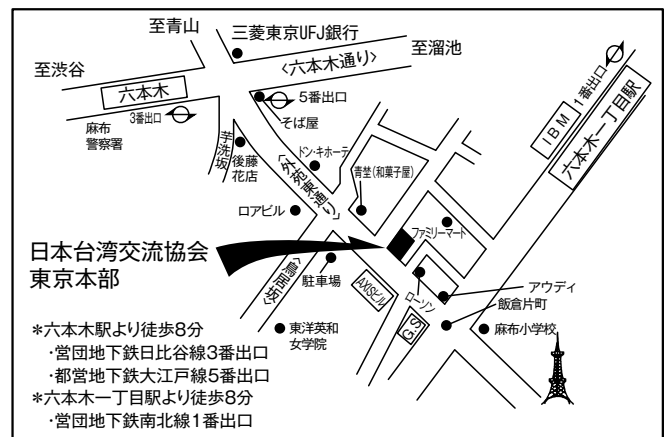 至青山
三菱東京UFJ銀行
至渋谷
〈六本木通り〉
至溜池
六本木
3番出口
麻布
警察署
5番出口
そば屋
芋洗坂
後藤
花店
ドン・キホーテ
〈外苑東通り〉
青埜(和菓子屋)
IBM
1番出口
六本木一丁目駅
ロアビル
ファミリーマート
日本台湾交流協会
東京本部
〈鳥居坂〉
駐車場
AXISビル
ローソン
アウディ
飯倉片町
G.S
麻布小学校
東洋英和
女学院
*六本木駅より徒歩8分
・営団地下鉄日比谷線3番出口
・都営地下鉄大江戸線5番出口
*六本木一丁目駅より徒歩8分
・営団地下鉄南北線1番出口